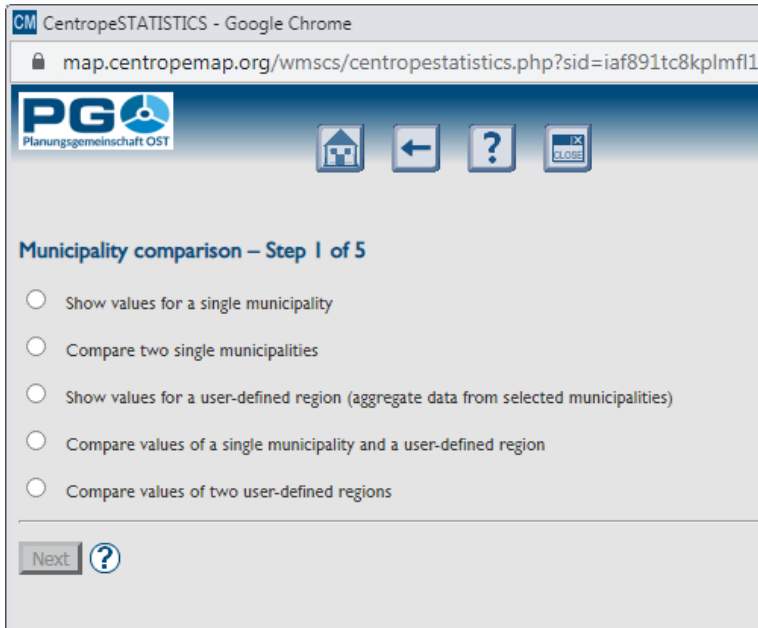 CM CentropeSTATISTICS - Google Chrome
map.centropemap.org/wmscs/centropestatistics.php?sid=iaf891tc8kplmfl1
PGO
Planungsgemeinschaft OST
?
X
CLOSE
Municipality comparison – Step 1 of 5
Show values for a single municipality
Compare two single municipalities
Show values for a user-defined region (aggregate data from selected municipalities)
Compare values of a single municipality and a user-defined region
Compare values of two user-defined regions
Next ?